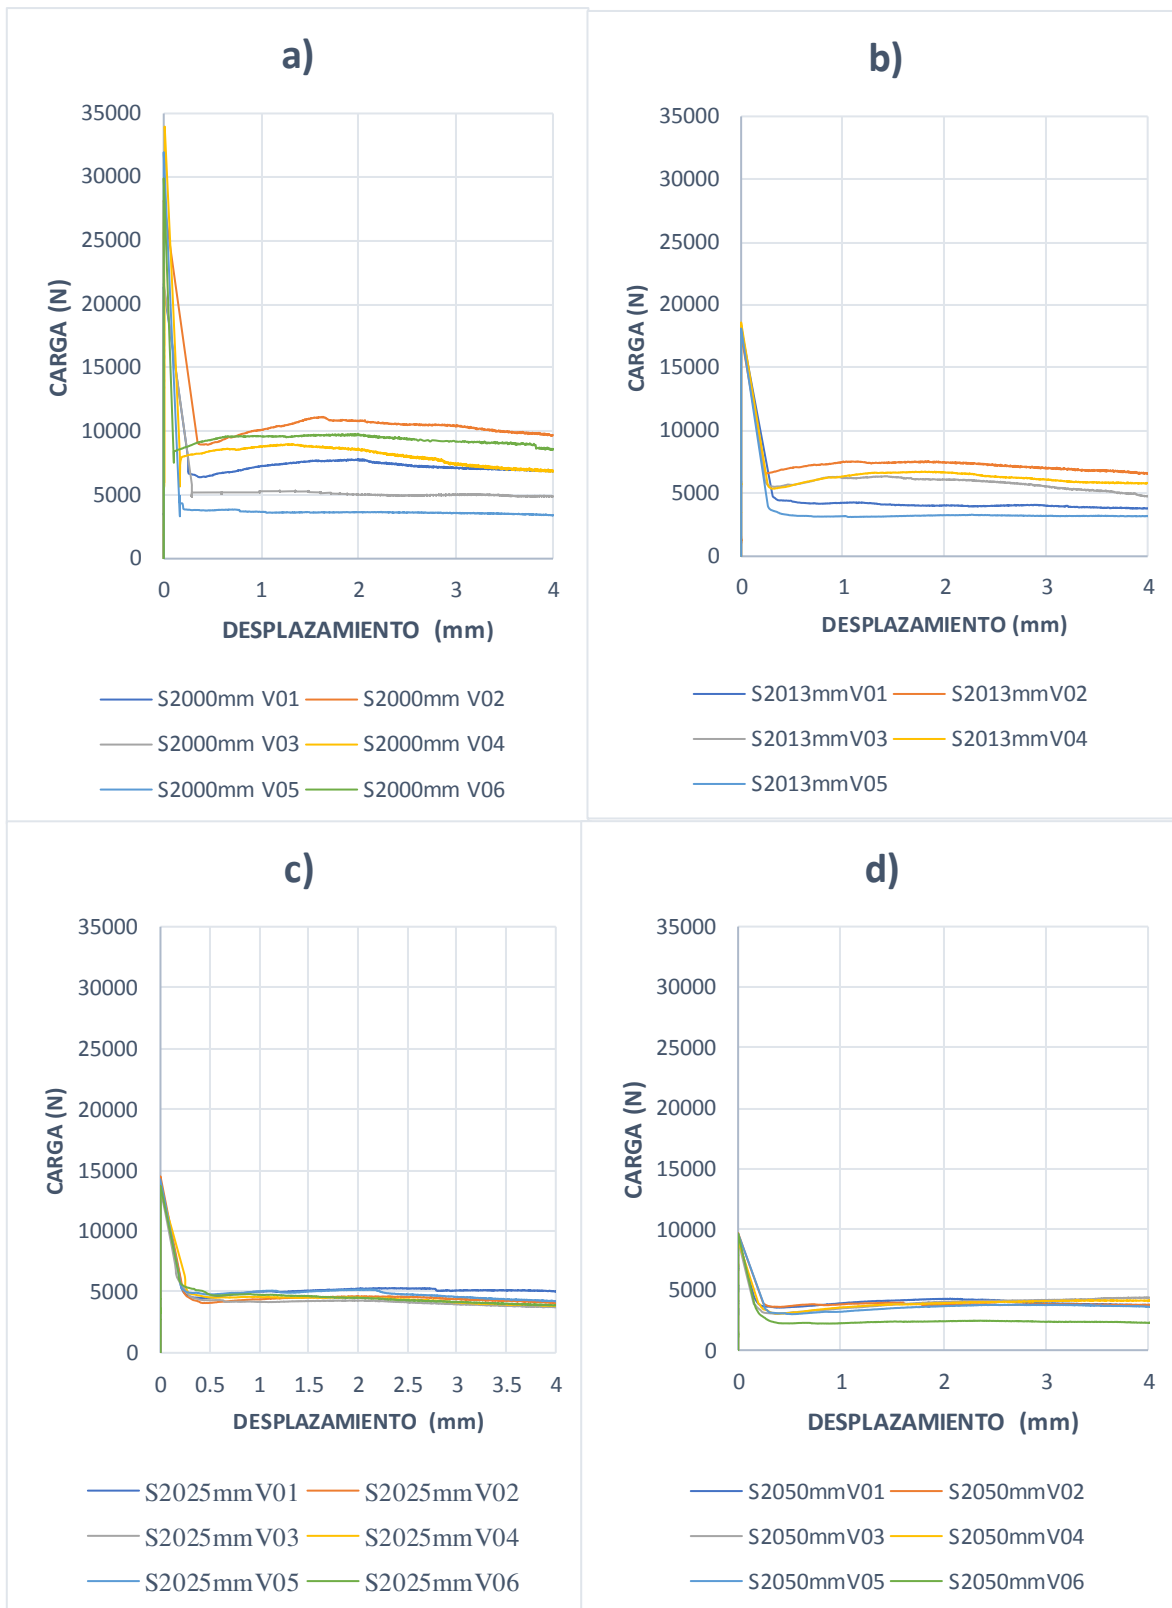 a)
35000
30000
25000
20000
15000
10000
5000
0
CARGA (N)
0 1 2 3 4
DESPLAZAMIENTO (mm)
S2000mm V01 S2000mm V02
S2000mm V03 S2000mm V04
S2000mm V05 S2000mm V06
b)
35000
30000
25000
20000
15000
10000
5000
0
CARGA (N)
0 1 2 3 4
DESPLAZAMIENTO (mm)
S2013mmV01 S2013mmV02
S2013mmV03 S2013mmV04
S2013mmV05
c)
35000
30000
25000
20000
15000
10000
5000
0
CARGA (N)
0 0.5 1 1.5 2 2.5 3 3.5 4
DESPLAZAMIENTO (mm)
S2025mmV01 S2025mmV02
S2025mmV03 S2025mmV04
S2025mmV05 S2025mmV06
d)
35000
30000
25000
20000
15000
10000
5000
0
CARGA (N)
0 1 2 3 4
DESPLAZAMIENTO (mm)
S2050mmV01 S2050mmV02
S2050mmV03 S2050mmV04
S2050mmV05 S2050mmV06